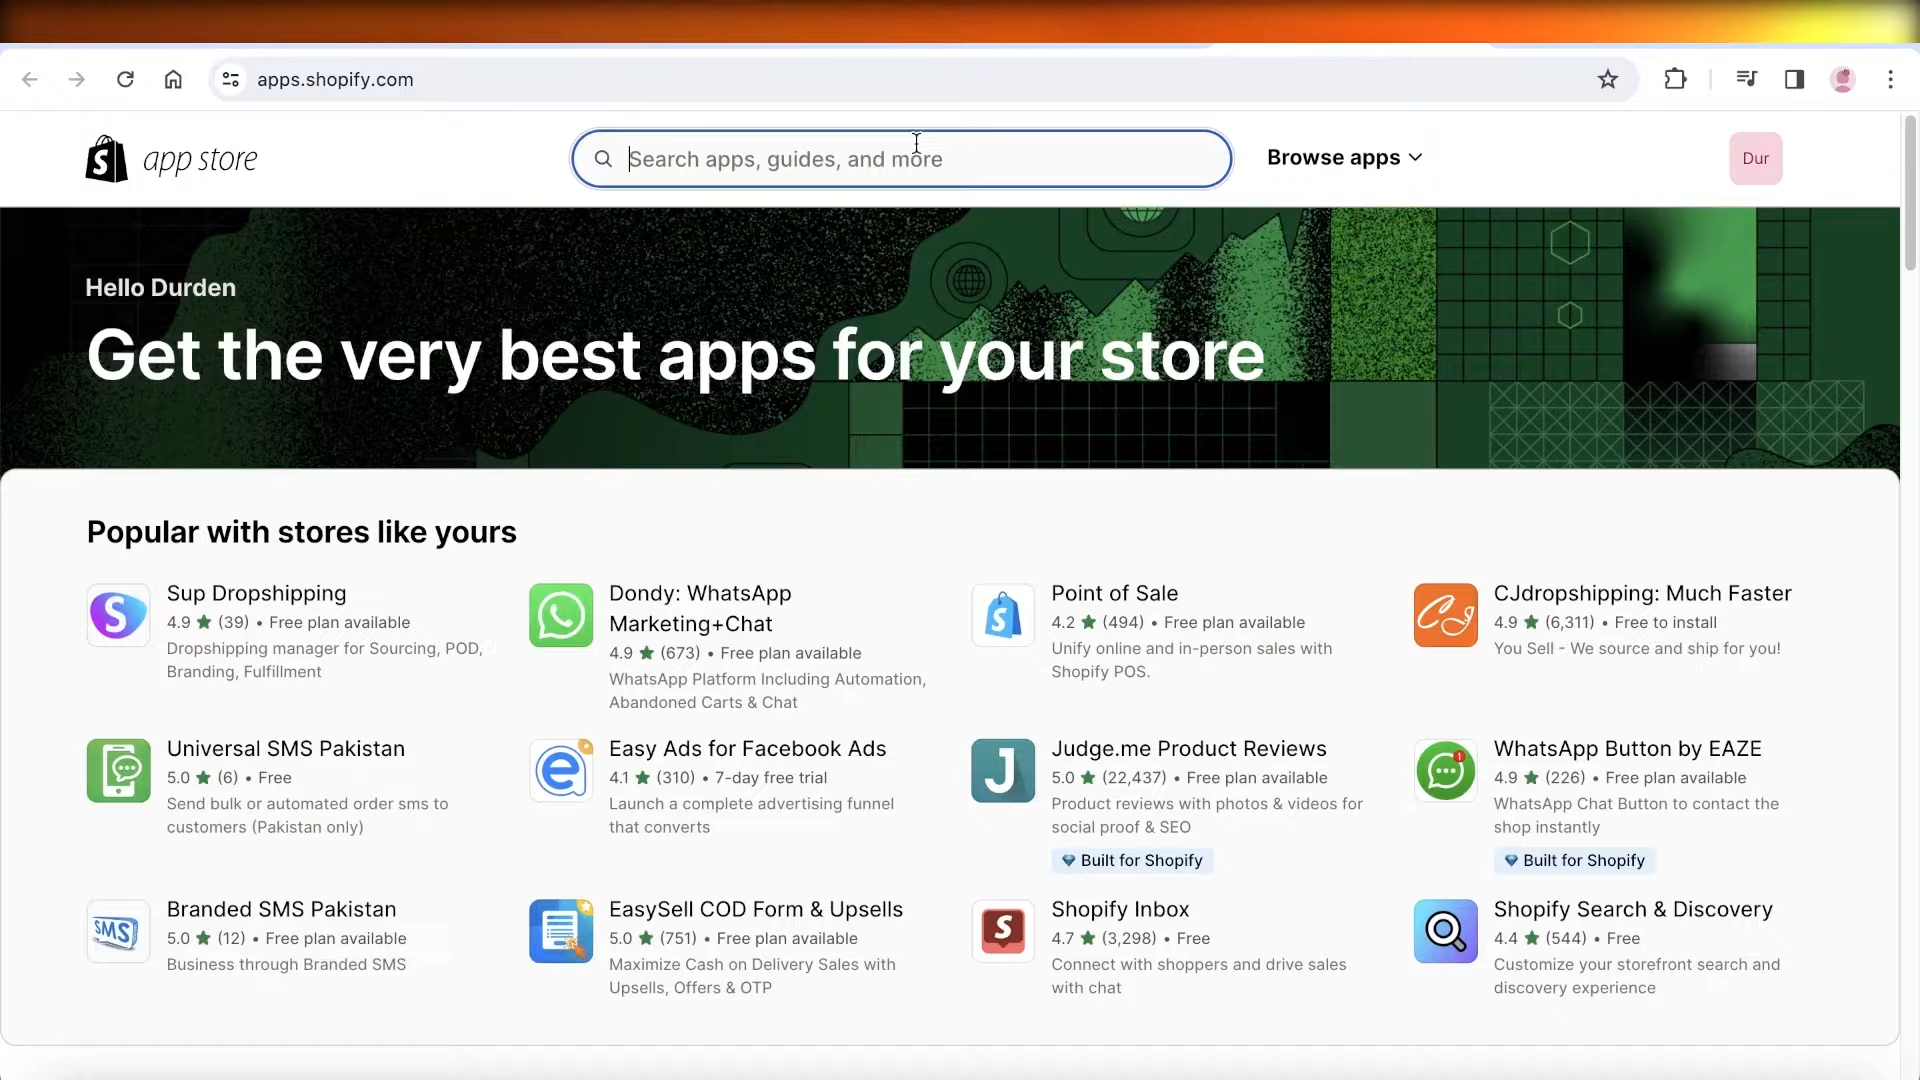 apps.shopify.com
app store
Search apps, guides, and more
Browse apps
Dur
Hello Durden
Get the very best apps for your store
Popular with stores like yours
Sup Dropshipping
4.9 ★ (39) • Free plan available
Dropshipping manager for Sourcing, POD,
Branding, Fulfillment
Dondy: WhatsApp
Marketing+Chat
4.9 ★ (673) • Free plan available
WhatsApp Platform Including Automation,
Abandoned Carts & Chat
Point of Sale
4.2 ★ (494) • Free plan available
Unify online and in-person sales with
Shopify POS.
CJdropshipping: Much Faster
4.9 ★ (6,311) • Free to install
You Sell - We source and ship for you!
Universal SMS Pakistan
5.0 ★ (6) • Free
Send bulk or automated order sms to
customers (Pakistan only)
Easy Ads for Facebook Ads
4.1 ★ (310) • 7-day free trial
Launch a complete advertising funnel
that converts
Judge.me Product Reviews
5.0 ★ (22,437) • Free plan available
Product reviews with photos & videos for
social proof & SEO
Built for Shopify
WhatsApp Button by EAZE
4.9 ★ (226) • Free plan available
WhatsApp Chat Button to contact the
shop instantly
Built for Shopify
SMS
Branded SMS Pakistan
5.0 ★ (12) • Free plan available
Business through Branded SMS
EasySell COD Form & Upsells
5.0 ★ (751) • Free plan available
Maximize Cash on Delivery Sales with
Upsells, Offers & OTP
Shopify Inbox
4.7 ★ (3,298) • Free
Connect with shoppers and drive sales
with chat
Shopify Search & Discovery
4.4 ★ (544) • Free
Customize your storefront search and
discovery experience